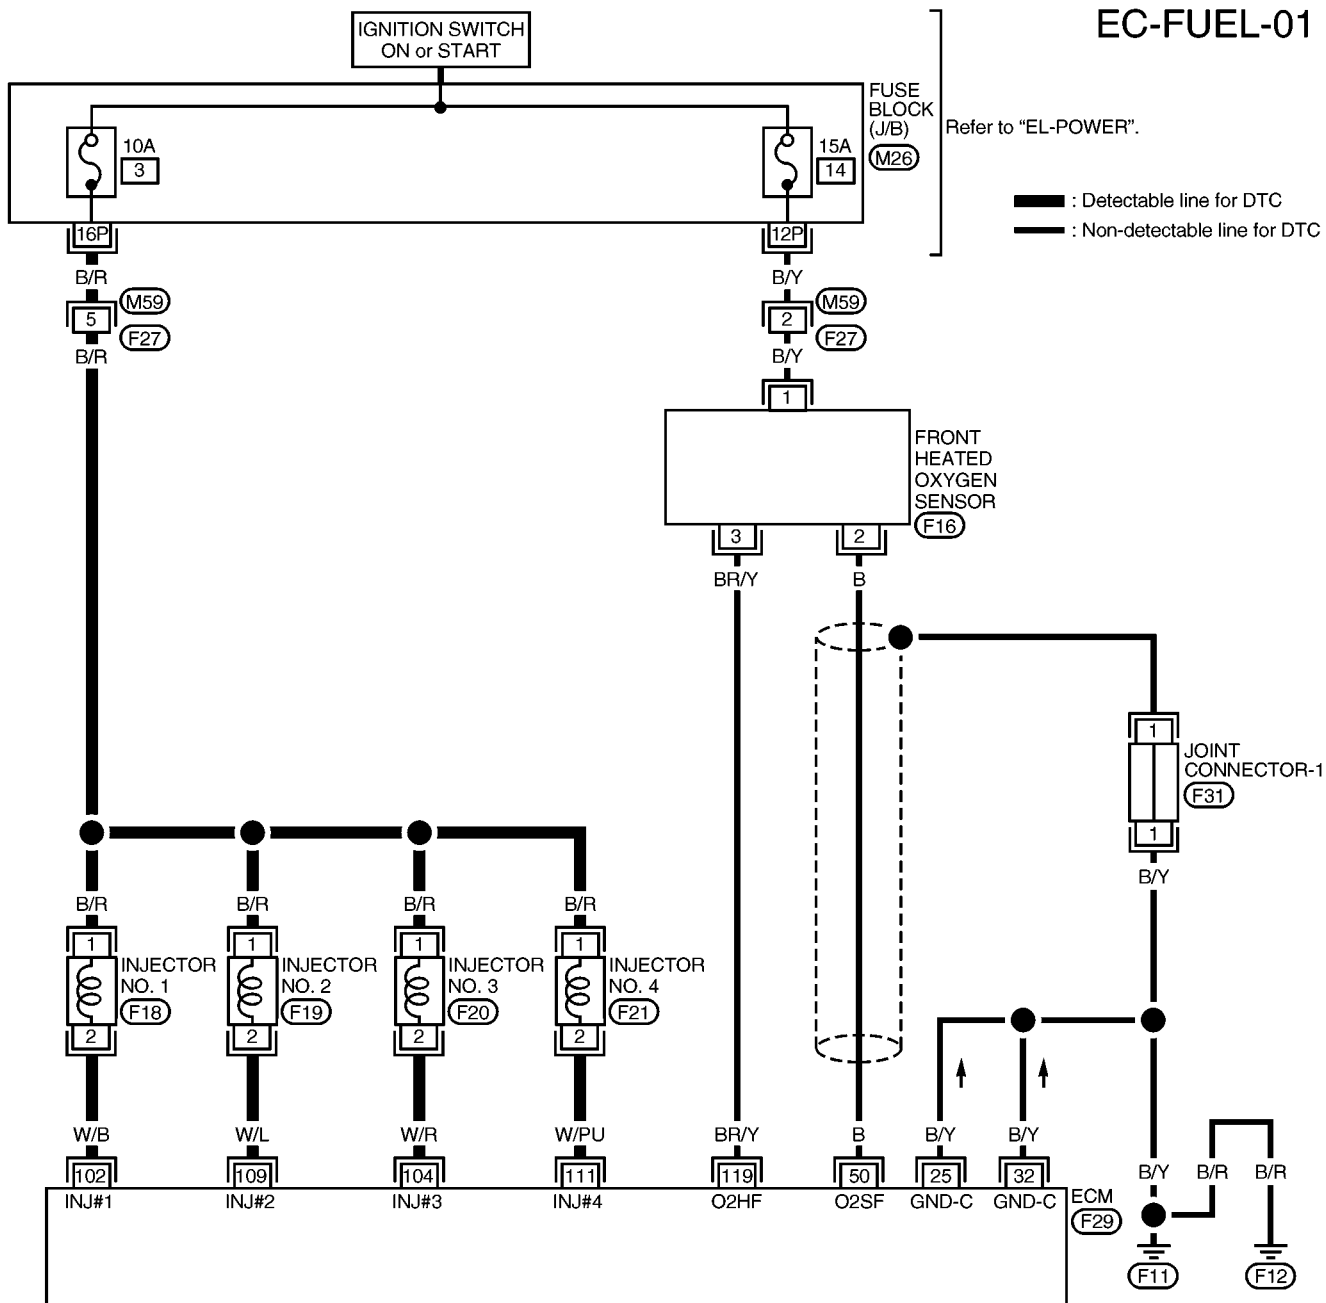 EC-FUEL-01
IGNITION SWITCH
ON or START
FUSE
BLOCK
(J/B)
M26
Refer to “EL-POWER”.
10A
3
15A
14
: Detectable line for DTC
: Non-detectable line for DTC
16P
12P
B/R
B/Y
M59
M59
5
2
F27
F27
B/R
B/Y
1
FRONT
HEATED
OXYGEN
SENSOR
F16
3
2
BR/Y
B
1
JOINT
CONNECTOR-1
F31
1
B/Y
B/R
B/R
B/R
B/R
1
1
1
1
INJECTOR
NO. 1
F18
INJECTOR
NO. 2
F19
INJECTOR
NO. 3
F20
INJECTOR
NO. 4
F21
2
2
2
2
W/B
W/L
W/R
W/PU
BR/Y
B
B/Y
B/Y
102
109
104
111
119
50
25
32
INJ#1
INJ#2
INJ#3
INJ#4
O2HF
O2SF
GND-C
GND-C
ECM
F29
B/Y
B/R
B/R
F11
F12